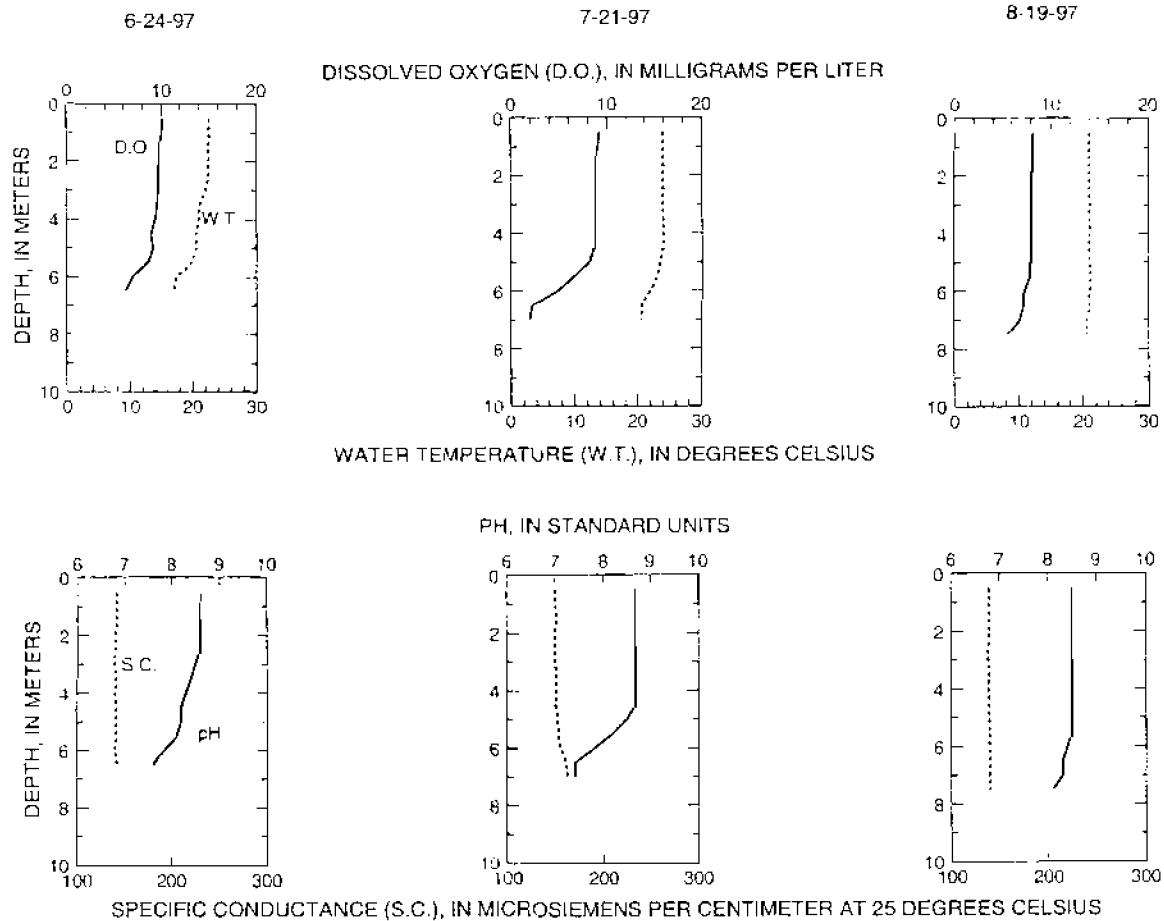 6-24-97 7-21-97 8-19-97
DISSOLVED OXYGEN (D.O.), IN MILLIGRAMS PER LITER
0 10 20 0 10 20 0 10 20
DEPTH, IN METERS
0 2 4 6 8 10
D.O
W.T
0 2 4 6 8 10
0 2 4 6 8 10
0 10 20 30 0 10 20 30 0 10 20 30
WATER TEMPERATURE (W.T.), IN DEGREES CELSIUS
PH, IN STANDARD UNITS
6 7 8 9 10 6 7 8 9 10 6 7 8 9 10
DEPTH, IN METERS
0 2 4 6 8 10
S.C.
pH
0 2 4 6 8 19
0 2 4 6 8 10
100 200 300 100 200 300 100 200 300
SPECIFIC CONDUCTANCE (S.C.), IN MICROSIEMENS PER CENTIMETER AT 25 DEGREES CELSIUS